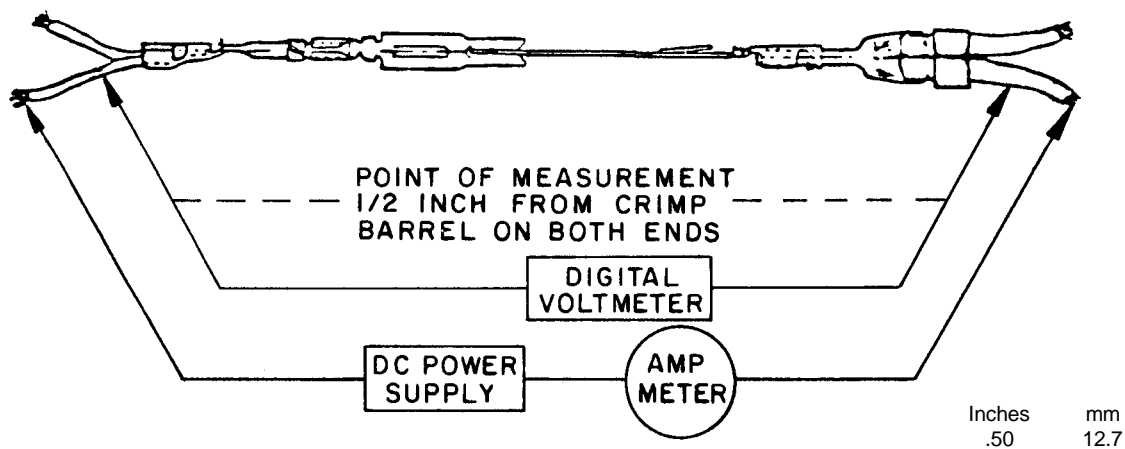 POINT OF MEASUREMENT
1/2 INCH FROM CRIMP
BARREL ON BOTH ENDS
DIGITAL
VOLTMETER
DC POWER
SUPPLY
AMP
METER
Inches mm
.50 12.7